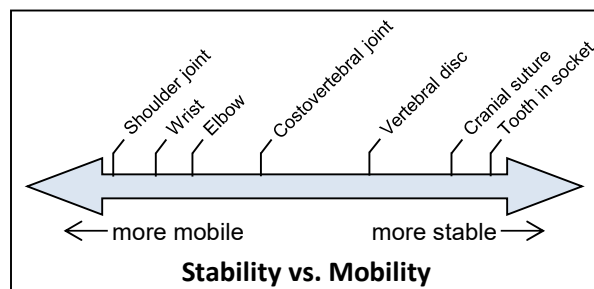 Shoulder joint
Wrist
Elbow
Costovertebral joint
Vertebral disc
Cranial suture
Tooth in socket
more mobile
more stable
Stability vs. Mobility